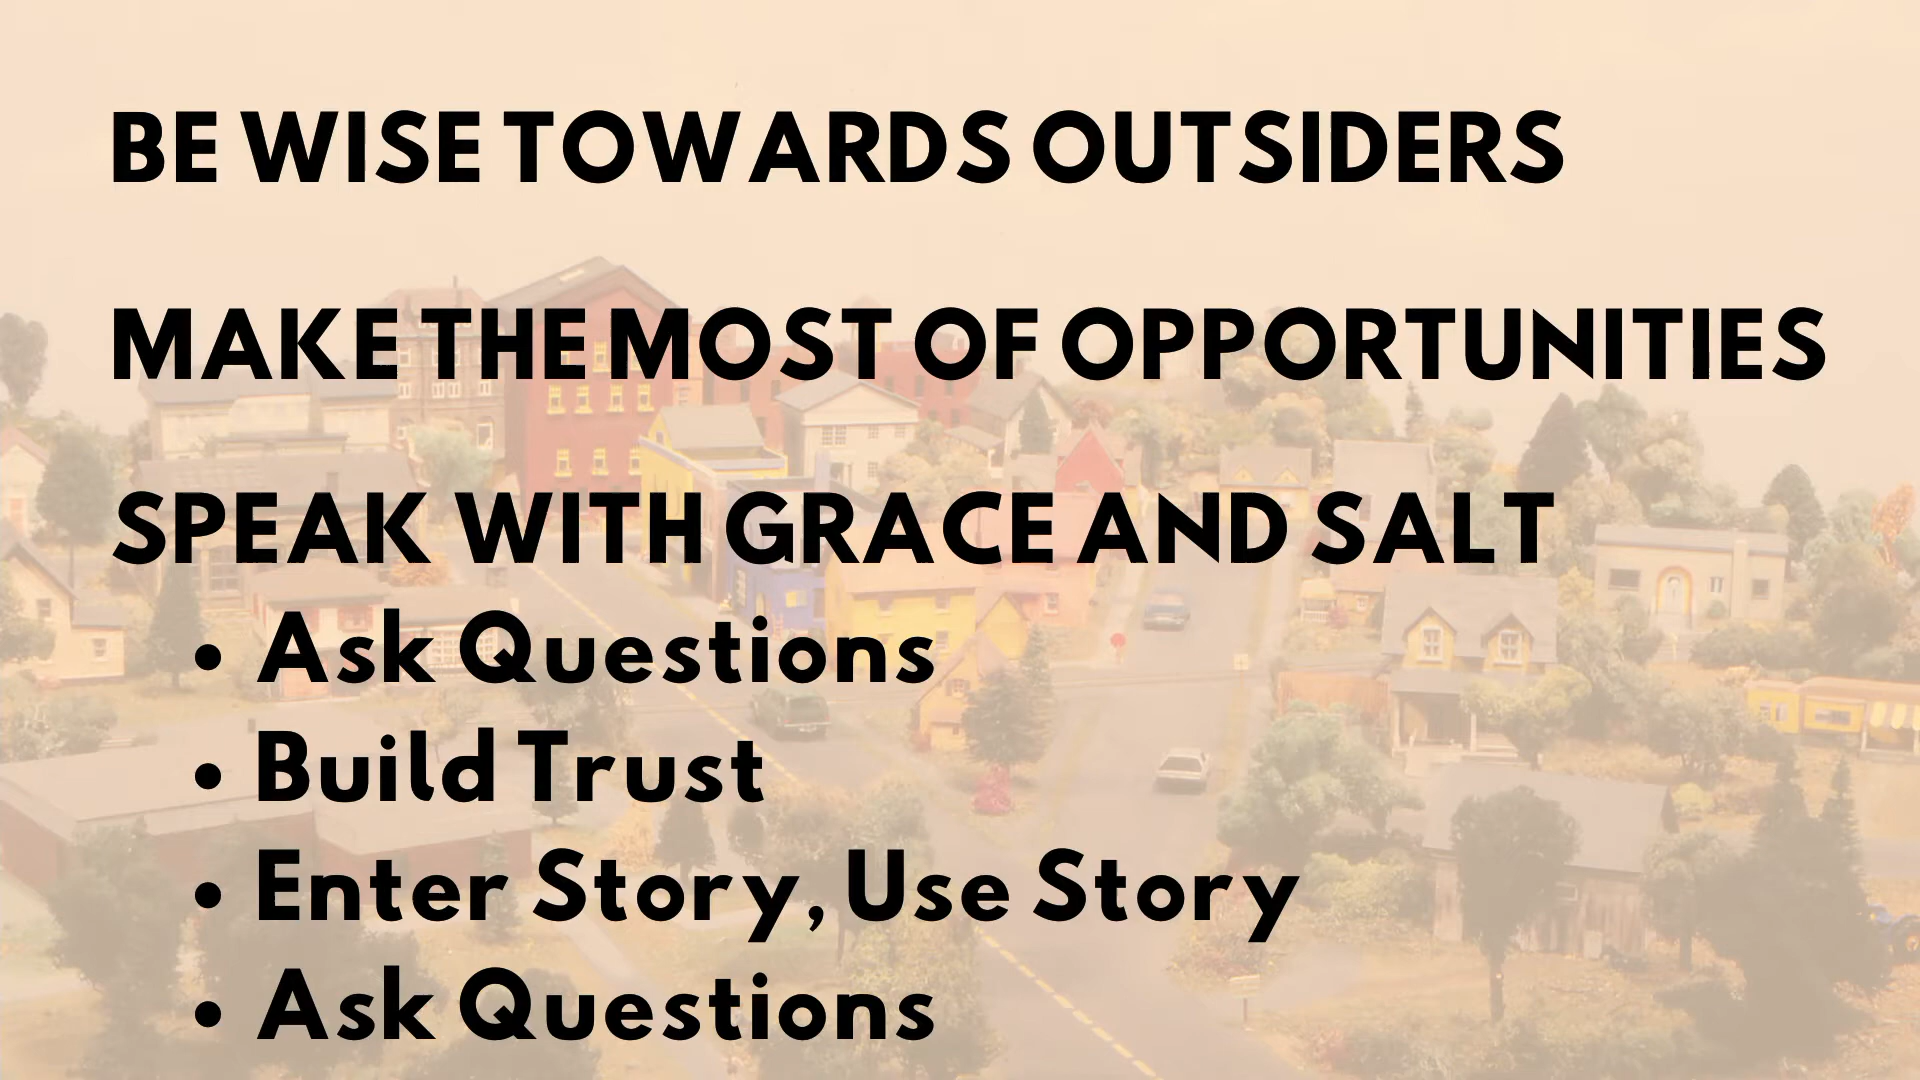 BE WISE TOWARDS OUTSIDERS
MAKE THE MOST OF OPPORTUNITIES
SPEAK WITH GRACE AND SALT
• Ask Questions
• Build Trust
• Enter Story, Use Story
• Ask Questions